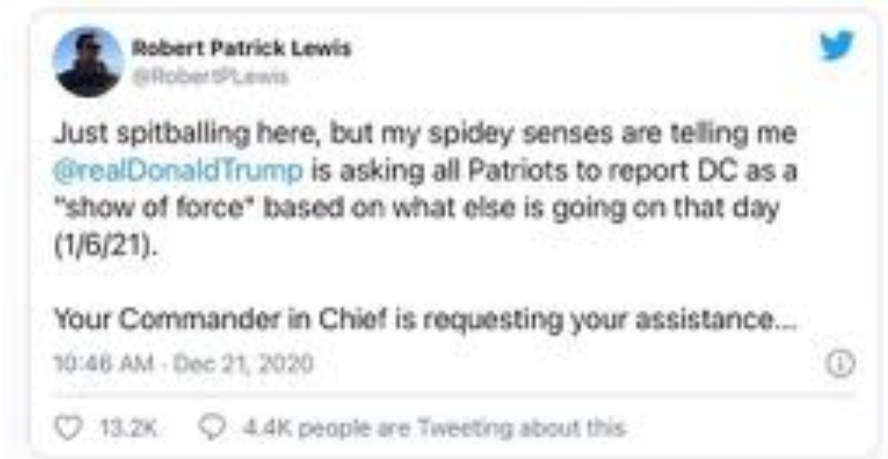 Robert Patrick Lewis
@RobertPLewis
Just spitballing here, but my spidey senses are telling me
@realDonaldTrump is asking all Patriots to report DC as a
"show of force" based on what else is going on that day
(1/6/21).
Your Commander in Chief is requesting your assistance...
10:46 AM · Dec 21, 2020
13.2K 4.4K people are Tweeting about this